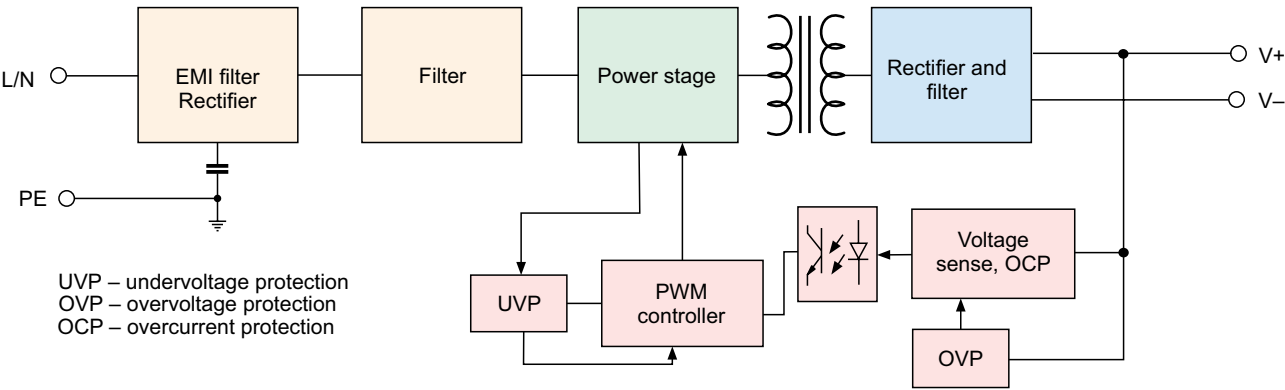 L/N
EMI filter
Rectifier
Filter
Power stage
Rectifier and
filter
V+
V–
PE
UVP – undervoltage protection
OVP – overvoltage protection
OCP – overcurrent protection
UVP
PWM
controller
Voltage
sense, OCP
OVP